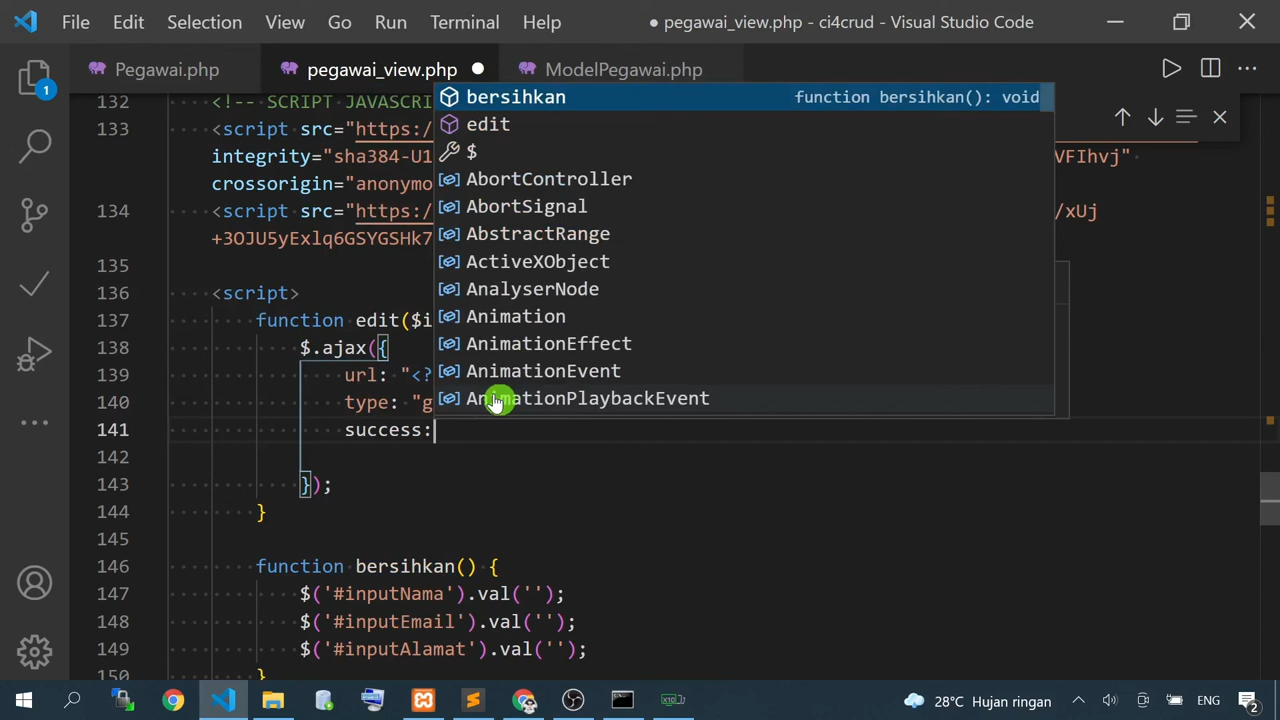 File Edit Selection View Go Run Terminal Help ● pegawai_view.php - ci4crud - Visual Studio Code
Pegawai.php pegawai_view.php ● ModelPegawai.php
132 <!-- SCRIPT JAVASCRI
133 <script src="https:/
integrity="sha384-U1 VFIhvj"
crossorigin="anonymo
134 <script src="https:/ /xUj
+3OJU5yExlq6GSYGSHk7
135
136 <script>
137 function edit($i
138 $.ajax({
139 url: "<?
140 type: "g
141 success:
142
143 });
144 }
145
146 function bersihkan() {
147 $('#inputNama').val('');
148 $('#inputEmail').val('');
149 $('#inputAlamat').val('');
150 }
bersihkan function bersihkan(): void
edit
$
AbortController
AbortSignal
AbstractRange
ActiveXObject
AnalyserNode
Animation
AnimationEffect
AnimationEvent
AnimationPlaybackEvent
1
28°C Hujan ringan ENG 2